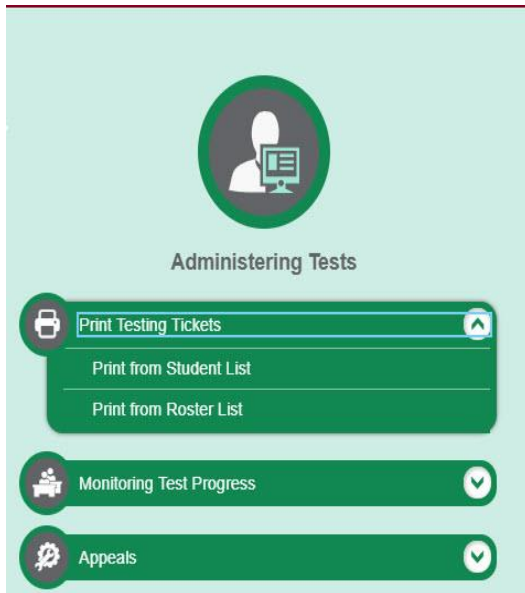 Administering Tests
Print Testing Tickets
Print from Student List
Print from Roster List
Monitoring Test Progress
Appeals